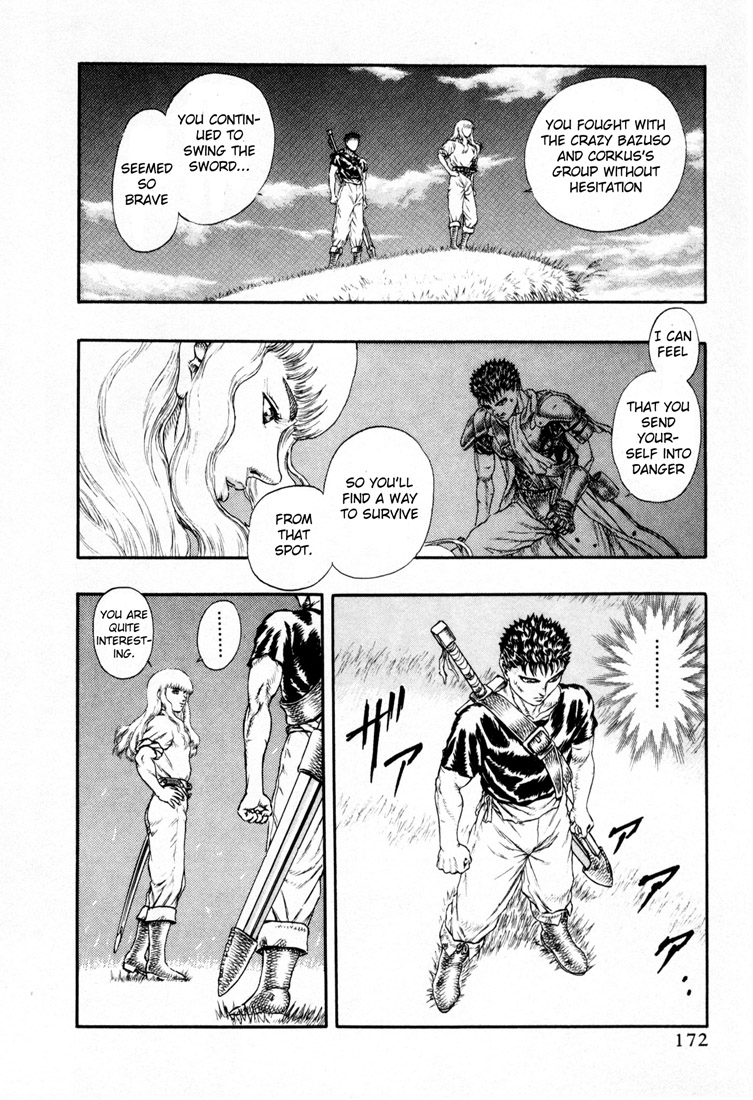 YOU FOUGHT WITH
THE CRAZY BAZUSO
AND CORKUS'S
GROUP WITHOUT
HESITATION
YOU CONTIN-
UED TO
SWING THE
SWORD...
SEEMED
SO
BRAVE
I CAN
FEEL
THAT YOU
SEND
YOUR-
SELF INTO
DANGER
SO YOU'LL
FIND A WAY
TO SURVIVE
FROM
THAT
SPOT.
..........
ザアァァ...
........
YOU ARE
QUITE
INTEREST-
ING.
172